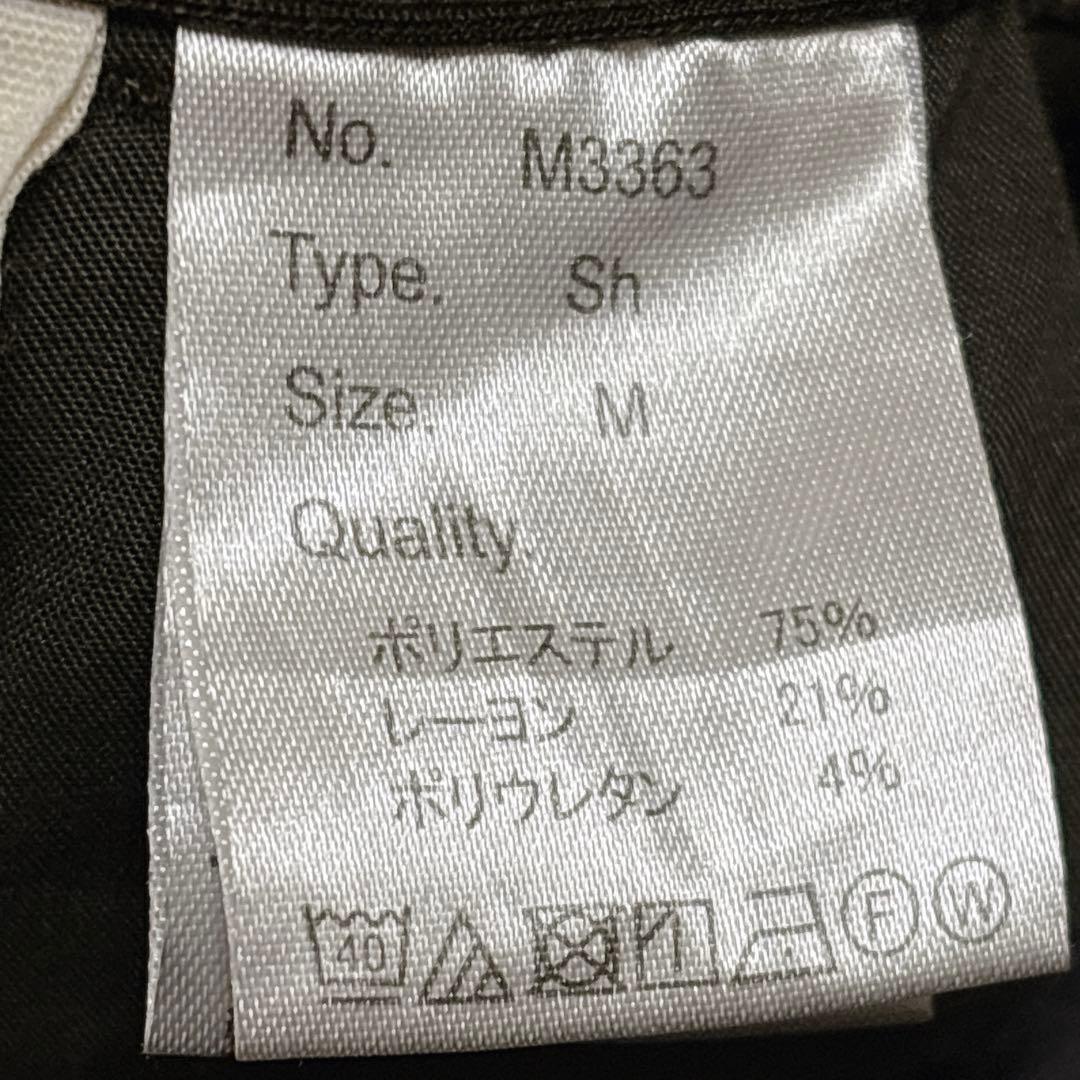 No. M3363
Type. Sh
Size. M
Quality.
ポリエステル 75%
レーヨン 21%
ポリウレタン 4%
40 F W